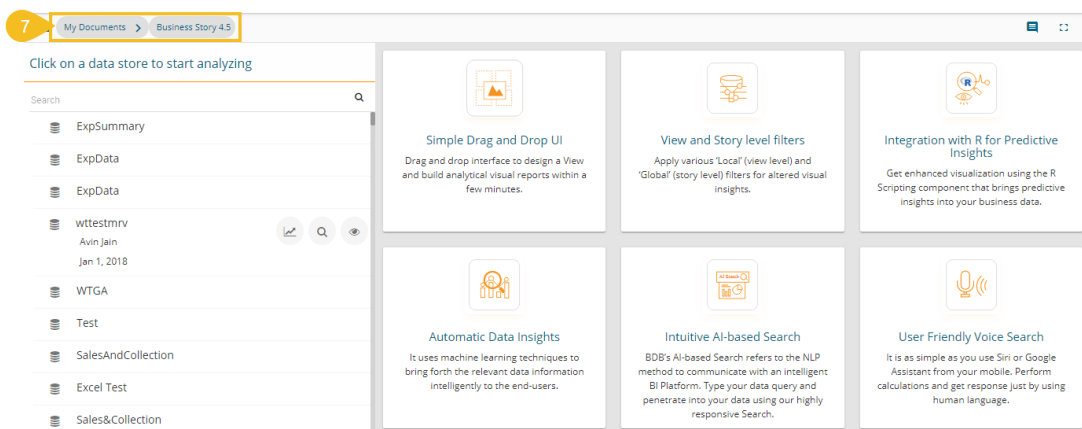 7
My Documents
Business Story 4.5
Click on a data store to start analyzing
Search
ExpSummary
ExpData
ExpData
wttestmrv
Avin Jain
Jan 1, 2018
WTGA
Test
SalesAndCollection
Excel Test
Sales&Collection
Simple Drag and Drop UI
Drag and drop interface to design a View
and build analytical visual reports within a
few minutes.
View and Story level filters
Apply various 'Local' (view level) and
'Global' (story level) filters for altered visual
insights.
R
Integration with R for Predictive
Insights
Get enhanced visualization using the R
Scripting component that brings predictive
insights into your business data.
Automatic Data Insights
It uses machine learning techniques to
bring forth the relevant data information
intelligently to the end-users.
AI Search
Intuitive AI-based Search
BDB's AI-based Search refers to the NLP
method to communicate with an intelligent
BI Platform. Type your data query and
penetrate into your data using our highly
responsive Search.
User Friendly Voice Search
It is as simple as you use Siri or Google
Assistant from your mobile. Perform
calculations and get response just by using
human language.